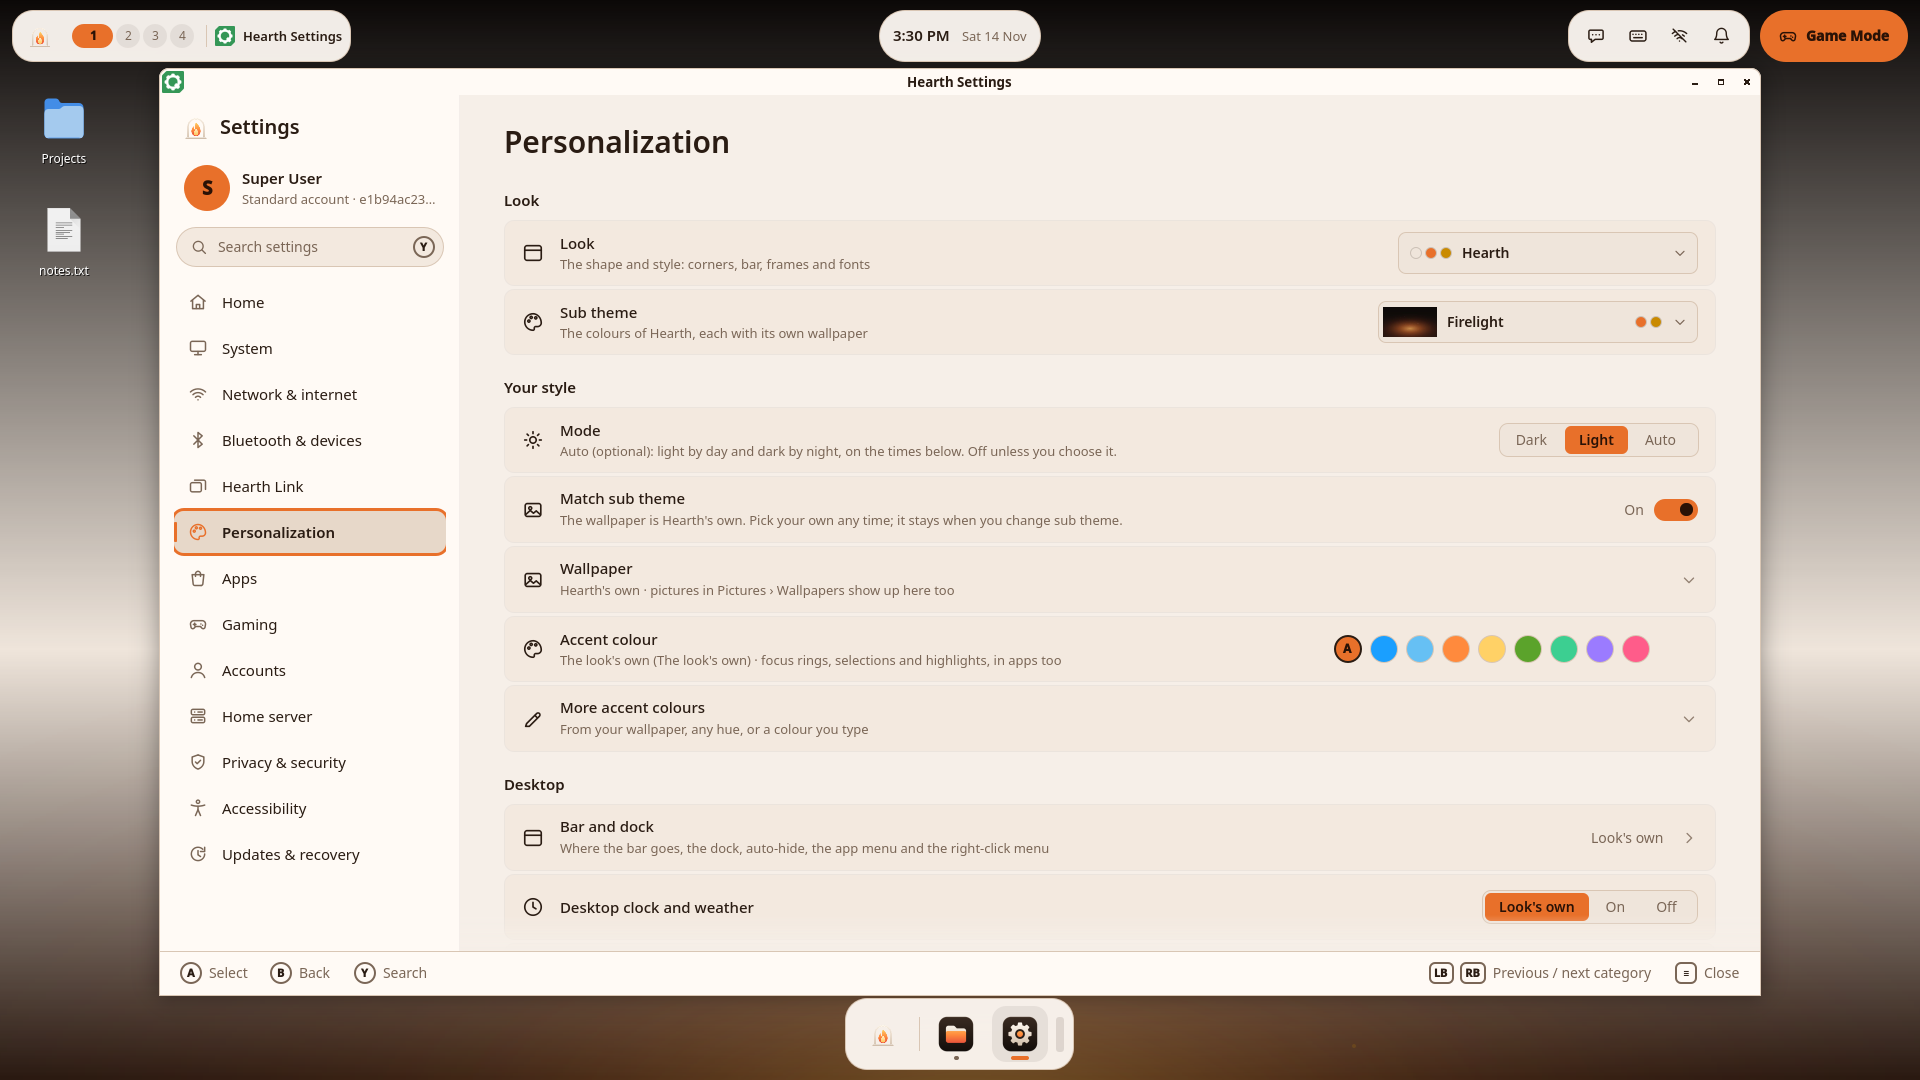 1 2 3 4 Hearth Settings
3:30 PM Sat 14 Nov
Game Mode
Projects
notes.txt
Hearth Settings
Settings
S
Super User
Standard account · e1b94ac23...
Search settings Y
Home
System
Network & internet
Bluetooth & devices
Hearth Link
Personalization
Apps
Gaming
Accounts
Home server
Privacy & security
Accessibility
Updates & recovery
Personalization
Look
Look
The shape and style: corners, bar, frames and fonts
Hearth
Sub theme
The colours of Hearth, each with its own wallpaper
Firelight
Your style
Mode
Auto (optional): light by day and dark by night, on the times below. Off unless you choose it.
Dark Light Auto
Match sub theme
The wallpaper is Hearth's own. Pick your own any time; it stays when you change sub theme.
On
Wallpaper
Hearth's own · pictures in Pictures › Wallpapers show up here too
Accent colour
The look's own (The look's own) · focus rings, selections and highlights, in apps too
A
More accent colours
From your wallpaper, any hue, or a colour you type
Desktop
Bar and dock
Where the bar goes, the dock, auto-hide, the app menu and the right-click menu
Look's own
Desktop clock and weather
Look's own On Off
A Select B Back Y Search
LB RB Previous / next category ≡ Close